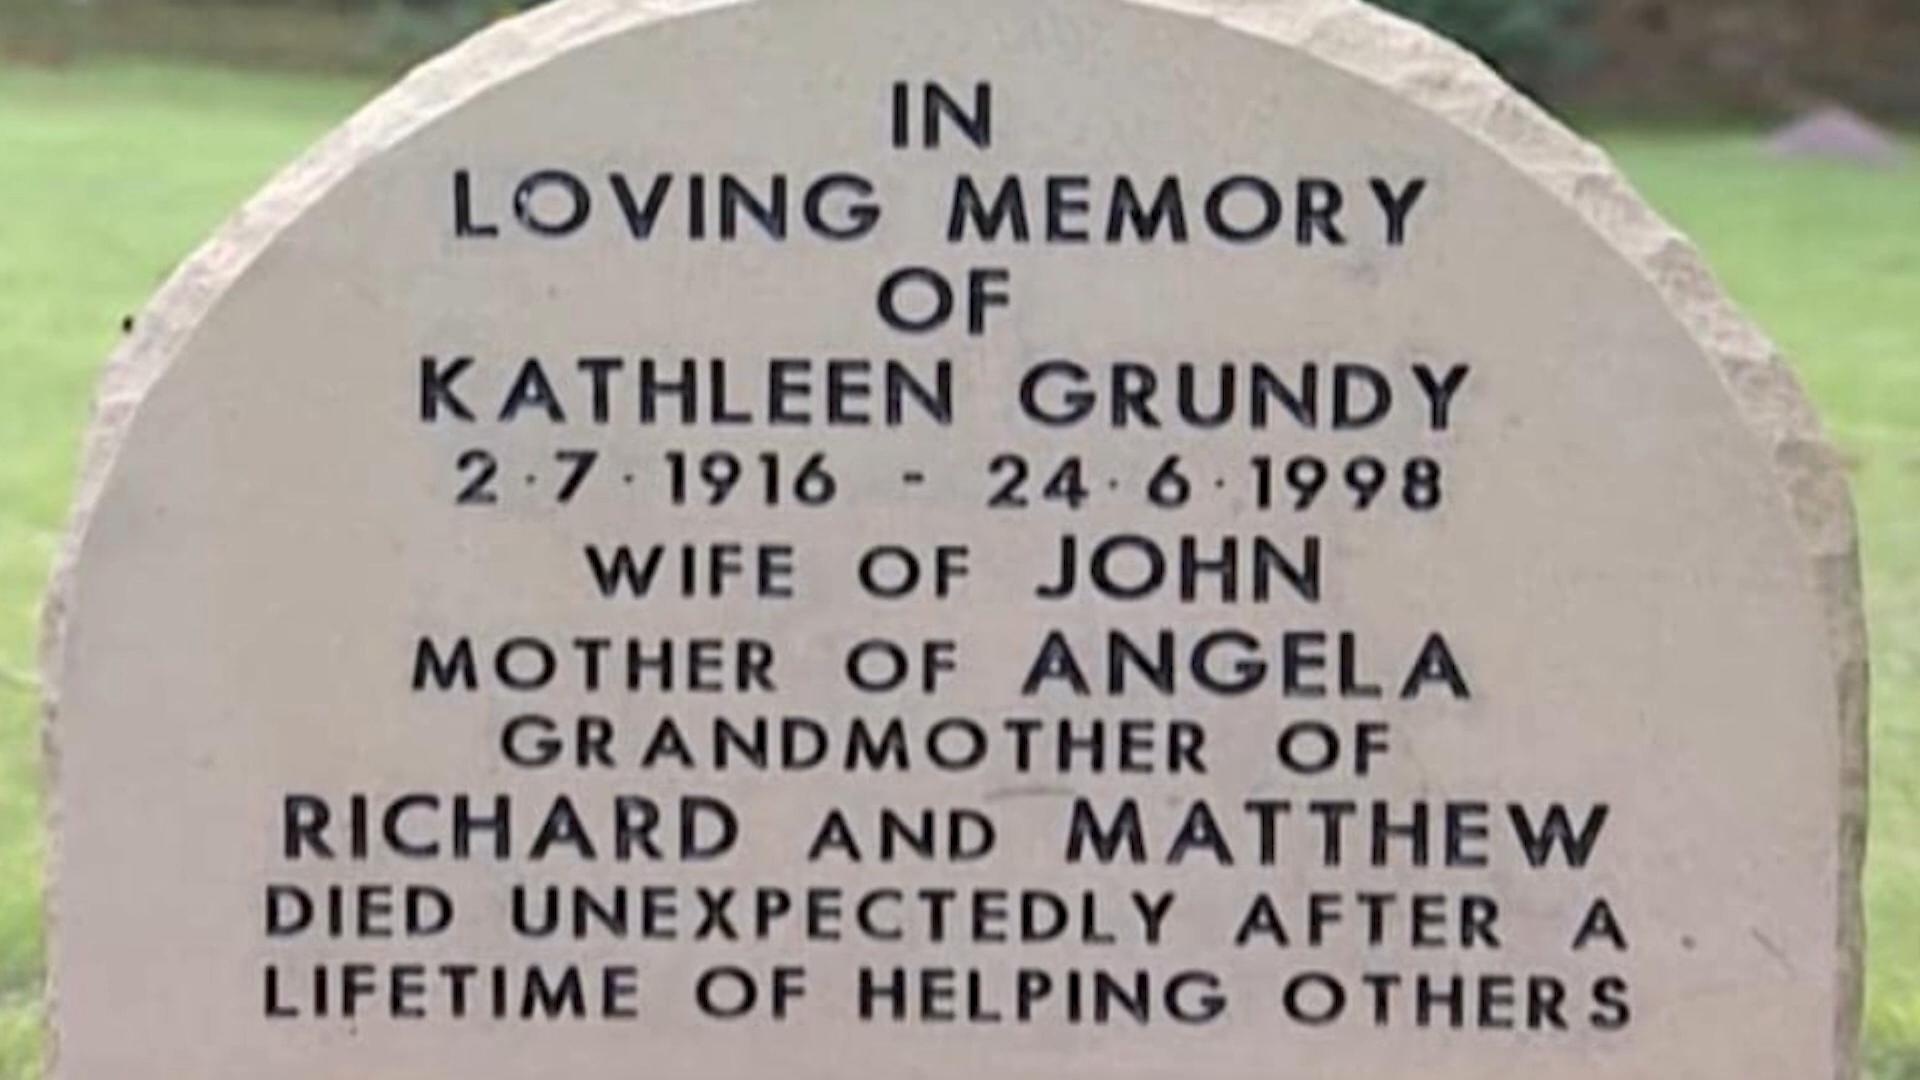 IN
LOVING MEMORY
OF
KATHLEEN GRUNDY
2·7·1916 - 24·6·1998
WIFE OF JOHN
MOTHER OF ANGELA
GRANDMOTHER OF
RICHARD AND MATTHEW
DIED UNEXPECTEDLY AFTER A
LIFETIME OF HELPING OTHERS